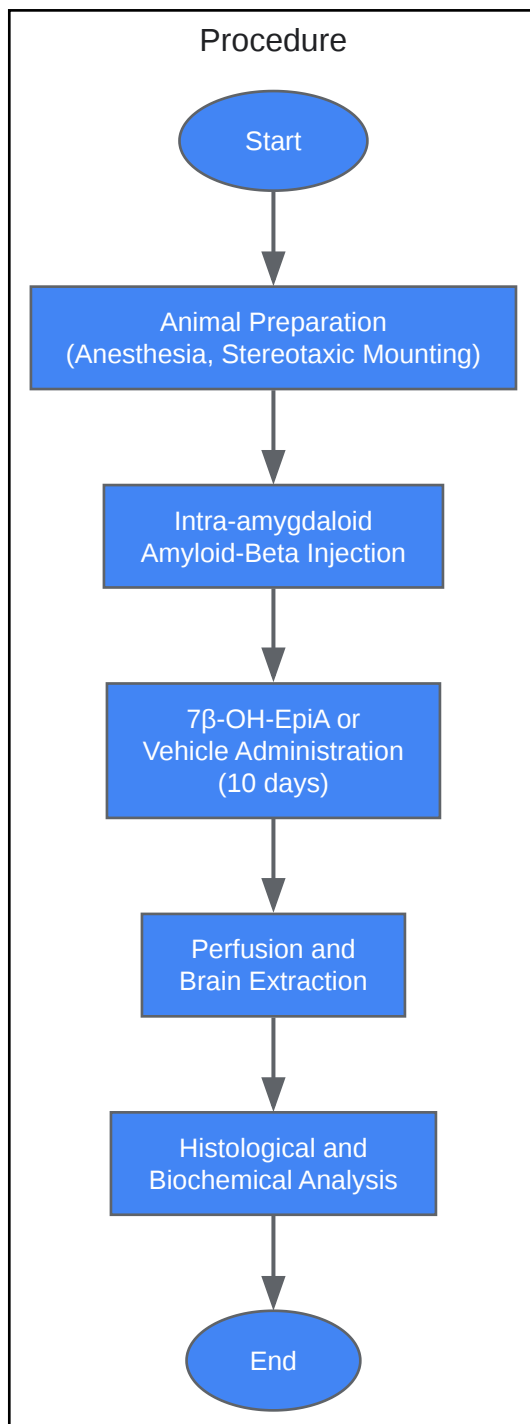 Procedure
Start
Animal Preparation
(Anesthesia, Stereotaxic Mounting)
Intra-amygdaloid
Amyloid-Beta Injection
7β-OH-EpiA or
Vehicle Administration
(10 days)
Perfusion and
Brain Extraction
Histological and
Biochemical Analysis
End